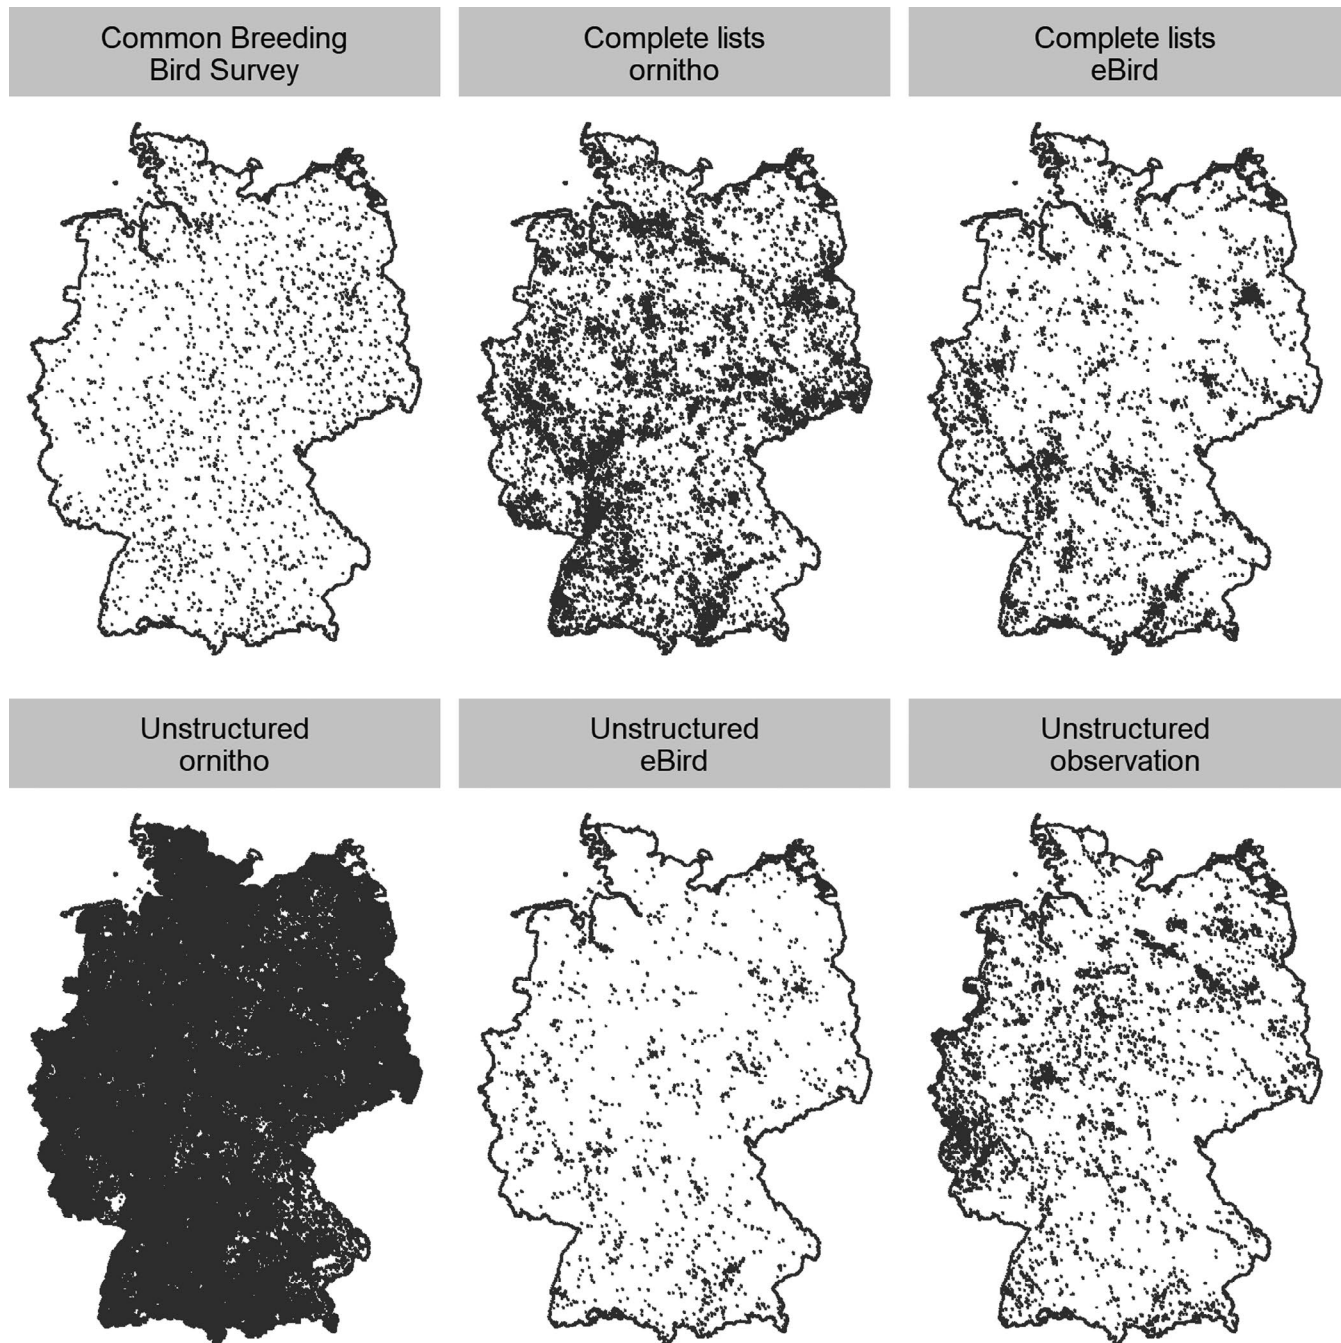 Common Breeding
Bird Survey
Complete lists
ornitho
Complete lists
eBird
Unstructured
ornitho
Unstructured
eBird
Unstructured
observation